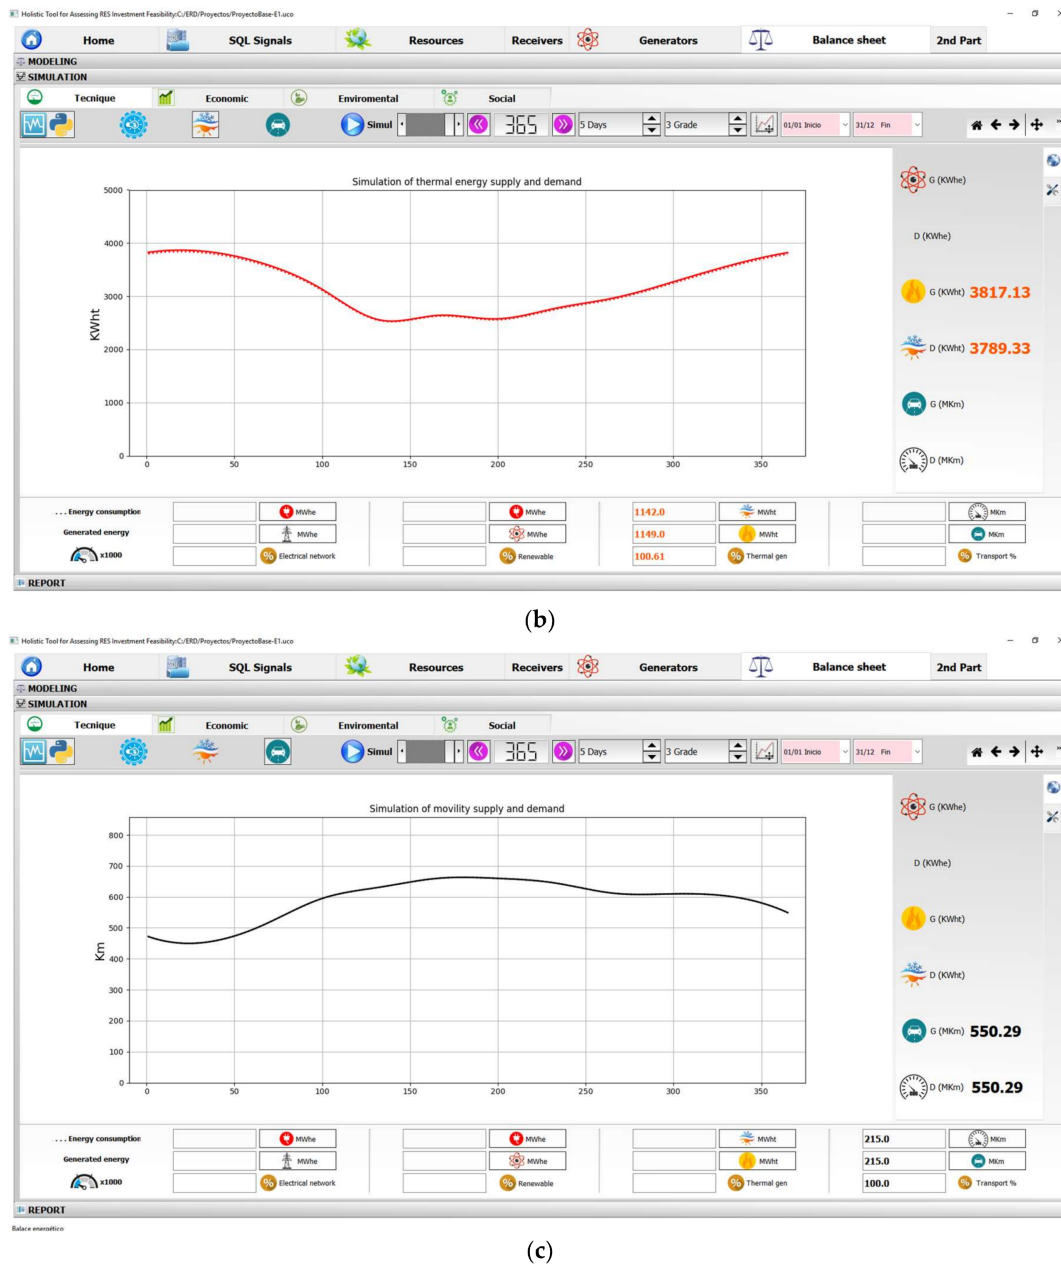 Holistic Tool for Assessing RES Investment Feasibility:C:/ERD/Proyectos/ProyectoBase-E1.uco
Home SQL Signals Resources Receivers Generators Balance sheet 2nd Part
MODELING
SIMULATION
Tecnique Economic Enviromental Social
Simul 365 5 Days 3 Grade 01/01 Inicio 31/12 Fin
Simulation of thermal energy supply and demand
5000
4000
3000
2000
1000
0
KWht
0 50 100 150 200 250 300 350
G (KWhe)
D (KWhe)
G (KWht) 3817.13
D (KWht) 3789.33
G (MKm)
D (MKm)
... Energy consumption MWhe MWhe 1142.0 MWht MKm
Generated energy MWhe MWhe 1149.0 MWht MKm
x1000 % Electrical network % Renewable 100.61 % Thermal gen % Transport %
REPORT
(b)
Holistic Tool for Assessing RES Investment Feasibility:C:/ERD/Proyectos/ProyectoBase-E1.uco
Home SQL Signals Resources Receivers Generators Balance sheet 2nd Part
MODELING
SIMULATION
Tecnique Economic Enviromental Social
Simul 365 5 Days 3 Grade 01/01 Inicio 31/12 Fin
Simulation of movility supply and demand
800
700
600
500
400
300
200
100
0
Km
0 50 100 150 200 250 300 350
G (KWhe)
D (KWhe)
G (KWht)
D (KWht)
G (MKm) 550.29
D (MKm) 550.29
... Energy consumption MWhe MWhe MWht 215.0 MKm
Generated energy MWhe MWhe MWht 215.0 MKm
x1000 % Electrical network % Renewable % Thermal gen 100.0 % Transport %
REPORT
Balace energético
(c)